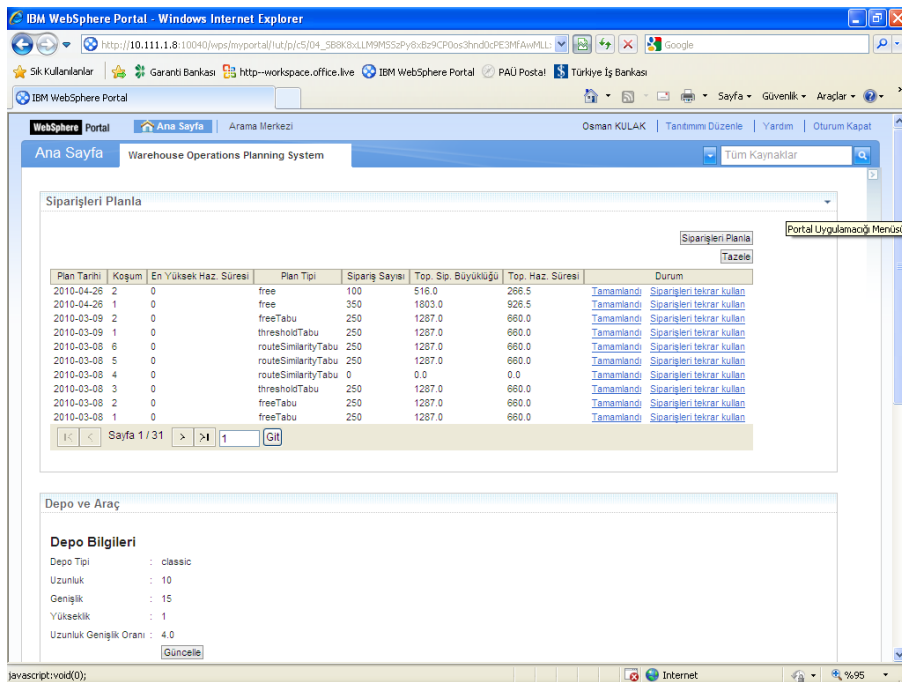 IBM WebSphere Portal - Windows Internet Explorer
Google
Sık Kullanılanlar Garanti Bankası http--workspace.office.live IBM WebSphere Portal PAÜ Posta! Türkiye İş Bankası
IBM WebSphere Portal Sayfa Güvenlik Araçlar
WebSphere Portal Ana Sayfa Arama Merkezi Osman KULAK Tanıtımımı Düzenle Yardım Oturum Kapat
Ana Sayfa Warehouse Operations Planning System Tüm Kaynaklar
Siparişleri Planla
Portal Uygulamacığı Menüsü
Siparişleri Planla
Tazele
Plan Tarihi Koşum En Yüksek Haz. Süresi Plan Tipi Sipariş Sayısı Top. Sip. Büyüklüğü Top. Haz. Süresi Durum
2010-04-26 2 0 free 100 516.0 266.5 Tamamlandı Siparişleri tekrar kullan
2010-04-26 1 0 free 350 1803.0 926.5 Tamamlandı Siparişleri tekrar kullan
2010-03-09 2 0 freeTabu 250 1287.0 660.0 Tamamlandı Siparişleri tekrar kullan
2010-03-09 1 0 thresholdTabu 250 1287.0 660.0 Tamamlandı Siparişleri tekrar kullan
2010-03-08 6 0 routeSimilarityTabu 250 1287.0 660.0 Tamamlandı Siparişleri tekrar kullan
2010-03-08 5 0 routeSimilarityTabu 250 1287.0 660.0 Tamamlandı Siparişleri tekrar kullan
2010-03-08 4 0 routeSimilarityTabu 0 0.0 0.0 Tamamlandı Siparişleri tekrar kullan
2010-03-08 3 0 thresholdTabu 250 1287.0 660.0 Tamamlandı Siparişleri tekrar kullan
2010-03-08 2 0 freeTabu 250 1287.0 660.0 Tamamlandı Siparişleri tekrar kullan
2010-03-08 1 0 freeTabu 250 1287.0 660.0 Tamamlandı Siparişleri tekrar kullan
Sayfa 1 / 31 1 Git
Depo ve Araç
Depo Bilgileri
Depo Tipi : classic
Uzunluk : 10
Genişlik : 15
Yükseklik : 1
Uzunluk Genişlik Oranı : 4.0
Güncelle
javascript:void(0); Internet %95